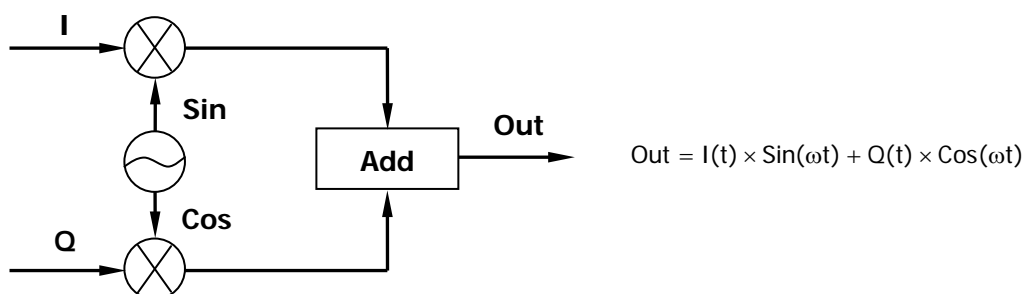 I
Sin
Add
Out
Out = I(t) × Sin(ωt) + Q(t) × Cos(ωt)
Cos
Q